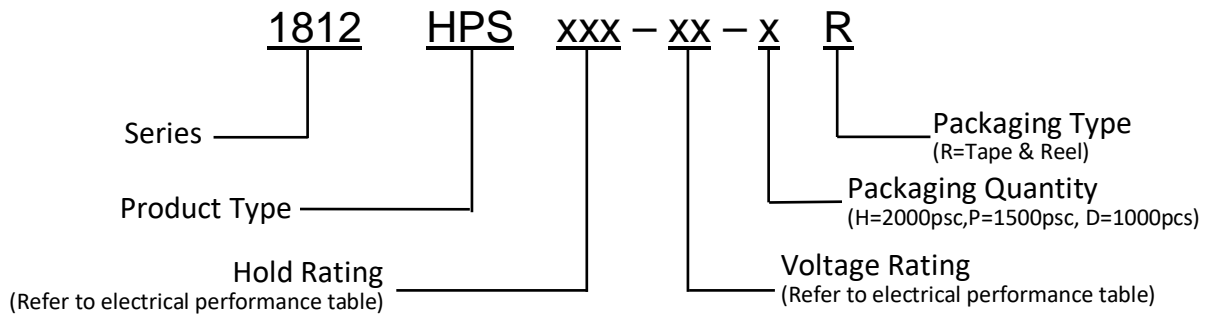 1812 HPS xxx – xx – x R
Series
Packaging Type
(R=Tape & Reel)
Product Type
Packaging Quantity
(H=2000psc,P=1500psc, D=1000pcs)
Hold Rating
(Refer to electrical performance table)
Voltage Rating
(Refer to electrical performance table)